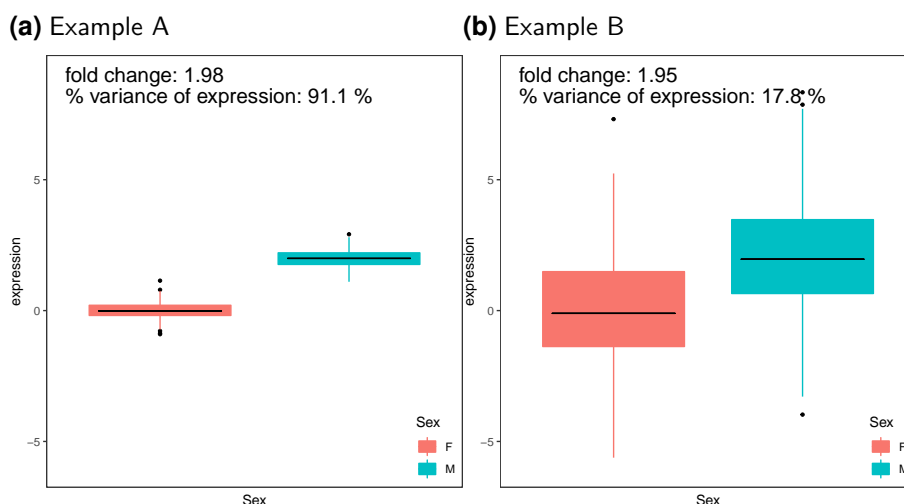 (a) Example A
fold change: 1.98
% variance of expression: 91.1 %
5
0
−5
expression
Sex
Sex
F
M
(b) Example B
fold change: 1.95
% variance of expression: 17.8 %
5
0
−5
expression
Sex
Sex
F
M